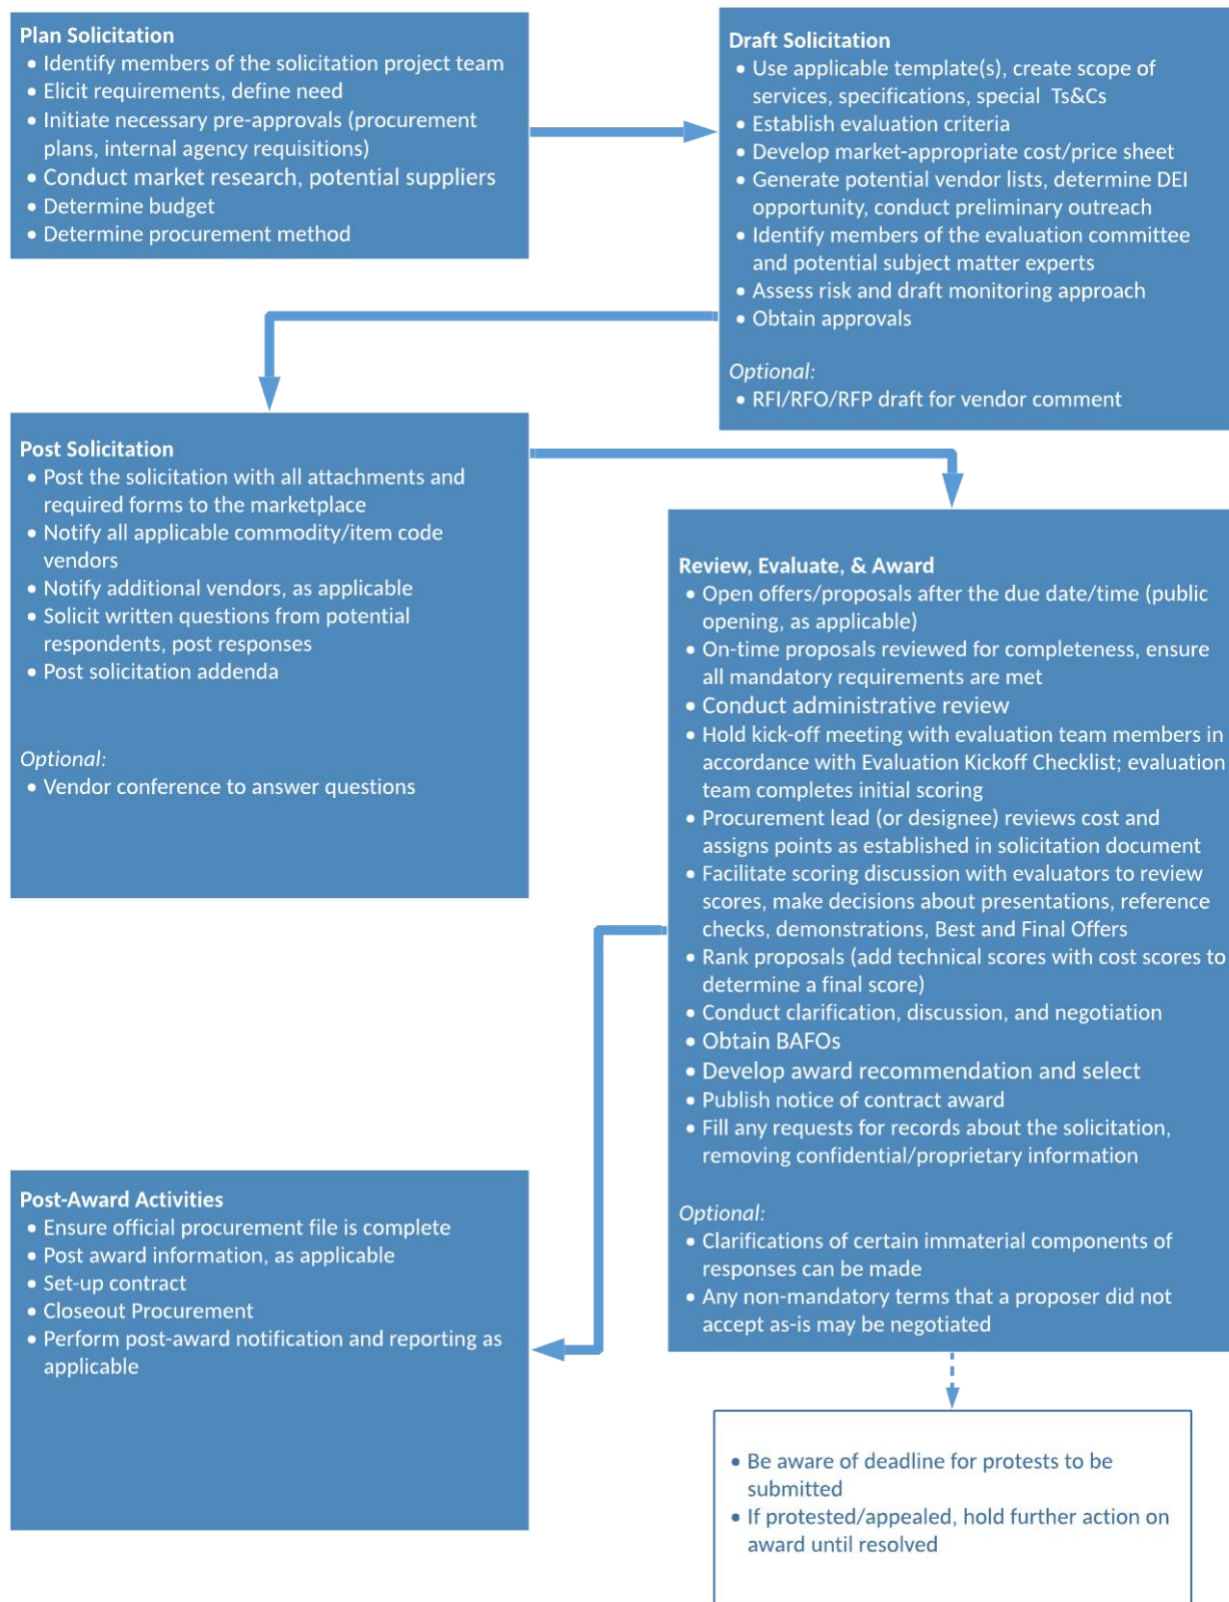 Plan Solicitation
• Identify members of the solicitation project team
• Elicit requirements, define need
• Initiate necessary pre-approvals (procurement
plans, internal agency requisitions)
• Conduct market research, potential suppliers
• Determine budget
• Determine procurement method
Draft Solicitation
• Use applicable template(s), create scope of
services, specifications, special Ts&Cs
• Establish evaluation criteria
• Develop market-appropriate cost/price sheet
• Generate potential vendor lists, determine DEI
opportunity, conduct preliminary outreach
• Identify members of the evaluation committee
and potential subject matter experts
• Assess risk and draft monitoring approach
• Obtain approvals
Optional:
• RFI/RFO/RFP draft for vendor comment
Post Solicitation
• Post the solicitation with all attachments and
required forms to the marketplace
• Notify all applicable commodity/item code
vendors
• Notify additional vendors, as applicable
• Solicit written questions from potential
respondents, post responses
• Post solicitation addenda
Optional:
• Vendor conference to answer questions
Review, Evaluate, & Award
• Open offers/proposals after the due date/time (public
opening, as applicable)
• On-time proposals reviewed for completeness, ensure
all mandatory requirements are met
• Conduct administrative review
• Hold kick-off meeting with evaluation team members in
accordance with Evaluation Kickoff Checklist; evaluation
team completes initial scoring
• Procurement lead (or designee) reviews cost and
assigns points as established in solicitation document
• Facilitate scoring discussion with evaluators to review
scores, make decisions about presentations, reference
checks, demonstrations, Best and Final Offers
• Rank proposals (add technical scores with cost scores to
determine a final score)
• Conduct clarification, discussion, and negotiation
• Obtain BAFOs
• Develop award recommendation and select
• Publish notice of contract award
• Fill any requests for records about the solicitation,
removing confidential/proprietary information
Optional:
• Clarifications of certain immaterial components of
responses can be made
• Any non-mandatory terms that a proposer did not
accept as-is may be negotiated
Post-Award Activities
• Ensure official procurement file is complete
• Post award information, as applicable
• Set-up contract
• Closeout Procurement
• Perform post-award notification and reporting as
applicable
• Be aware of deadline for protests to be
submitted
• If protested/appealed, hold further action on
award until resolved